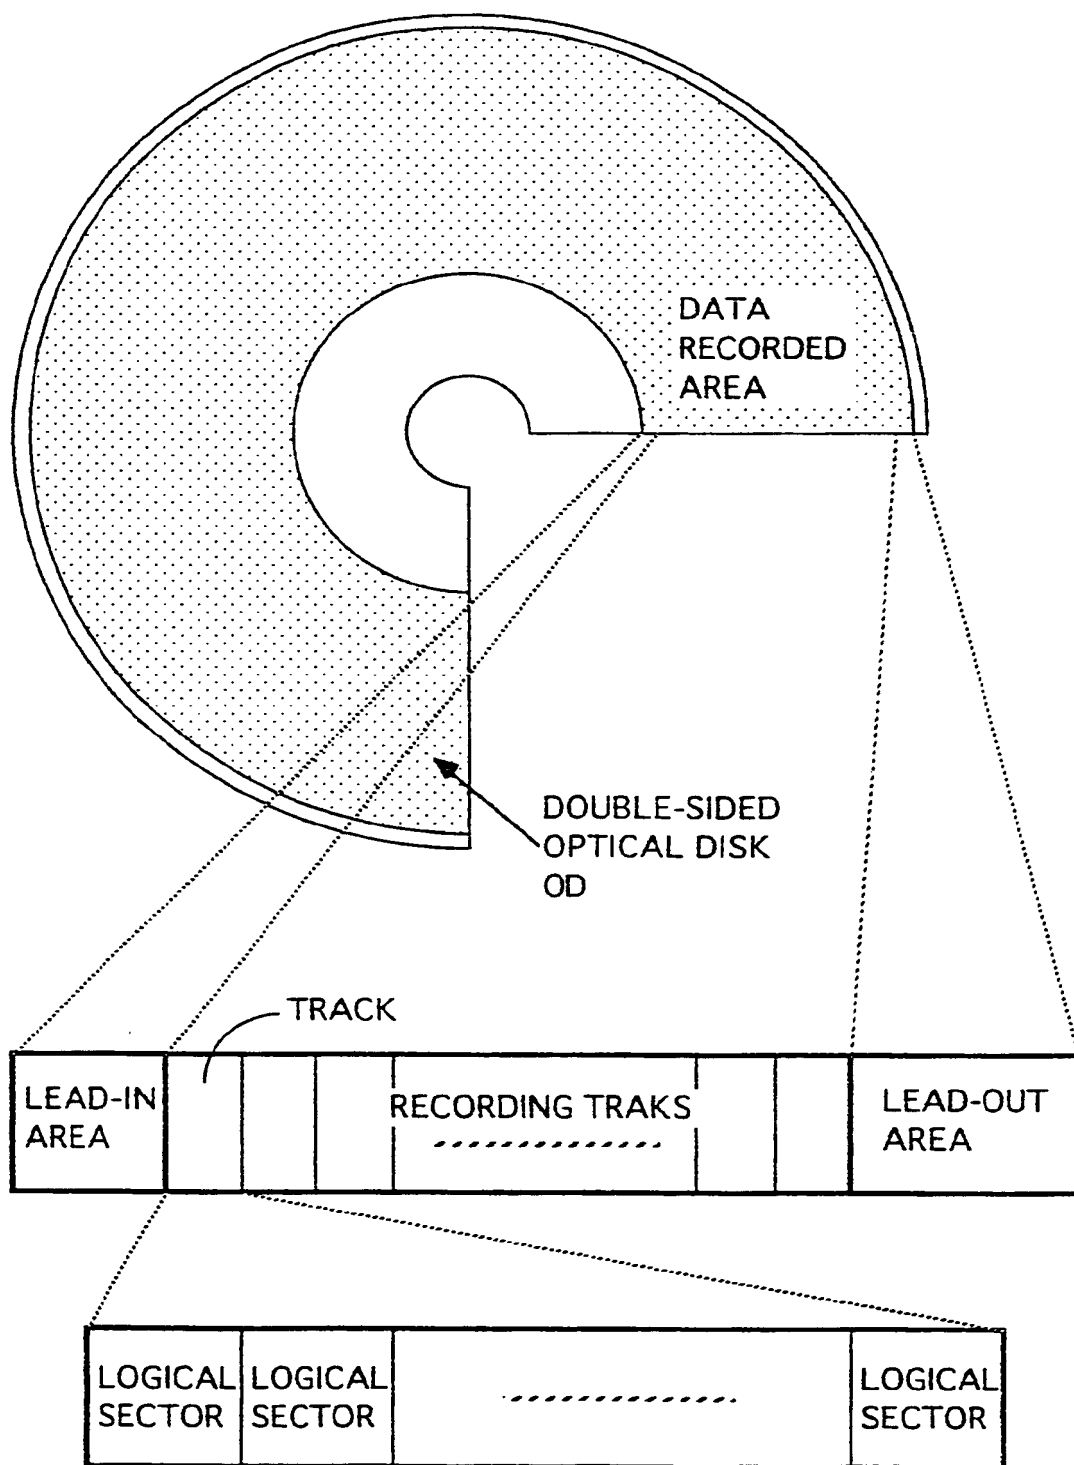 DATA
RECORDED
AREA
DOUBLE-SIDED
OPTICAL DISK
OD
TRACK
LEAD-IN
AREA
RECORDING TRAKS
LEAD-OUT
AREA
LOGICAL
SECTOR
LOGICAL
SECTOR
LOGICAL
SECTOR